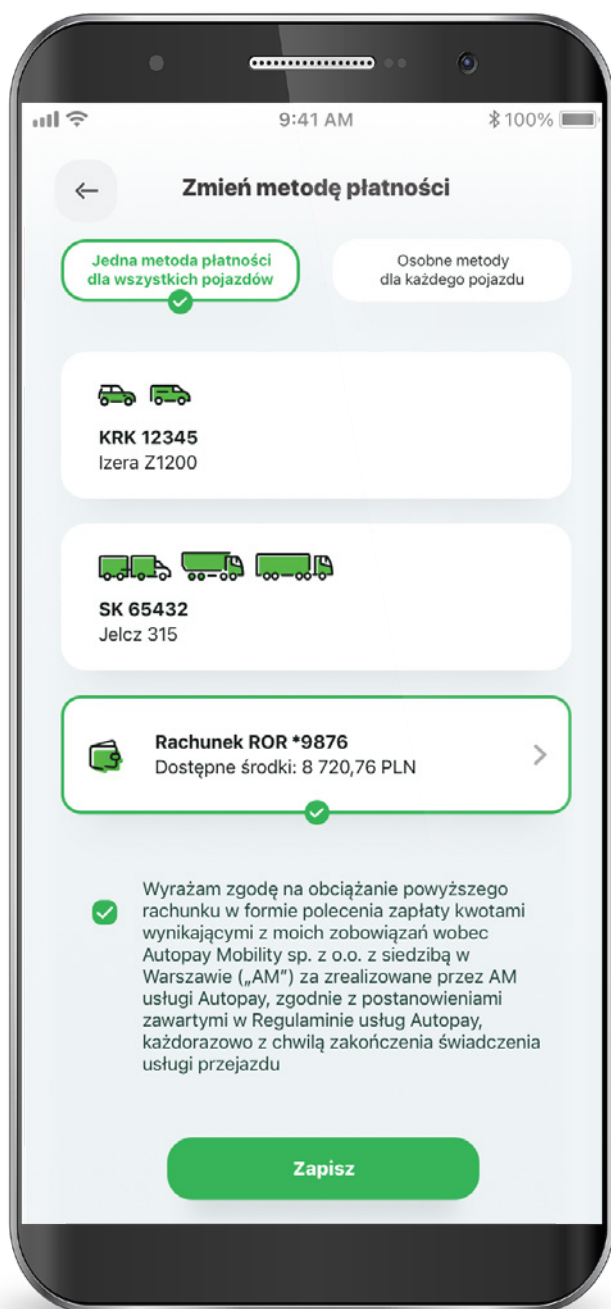 9:41 AM
100%
Zmień metodę płatności
Jedna metoda płatności
dla wszystkich pojazdów
Osobne metody
dla każdego pojazdu
KRK 12345
Izera Z1200
SK 65432
Jelcz 315
Rachunek ROR *9876
Dostępne środki: 8 720,76 PLN
Wyrażam zgodę na obciążanie powyższego
rachunku w formie polecenia zapłaty kwotami
wynikającymi z moich zobowiązań wobec
Autopay Mobility sp. z o.o. z siedzibą w
Warszawie („AM”) za zrealizowane przez AM
usługi Autopay, zgodnie z postanowieniami
zawartymi w Regulaminie usług Autopay,
każdorazowo z chwilą zakończenia świadczenia
usługi przejazdu
Zapisz